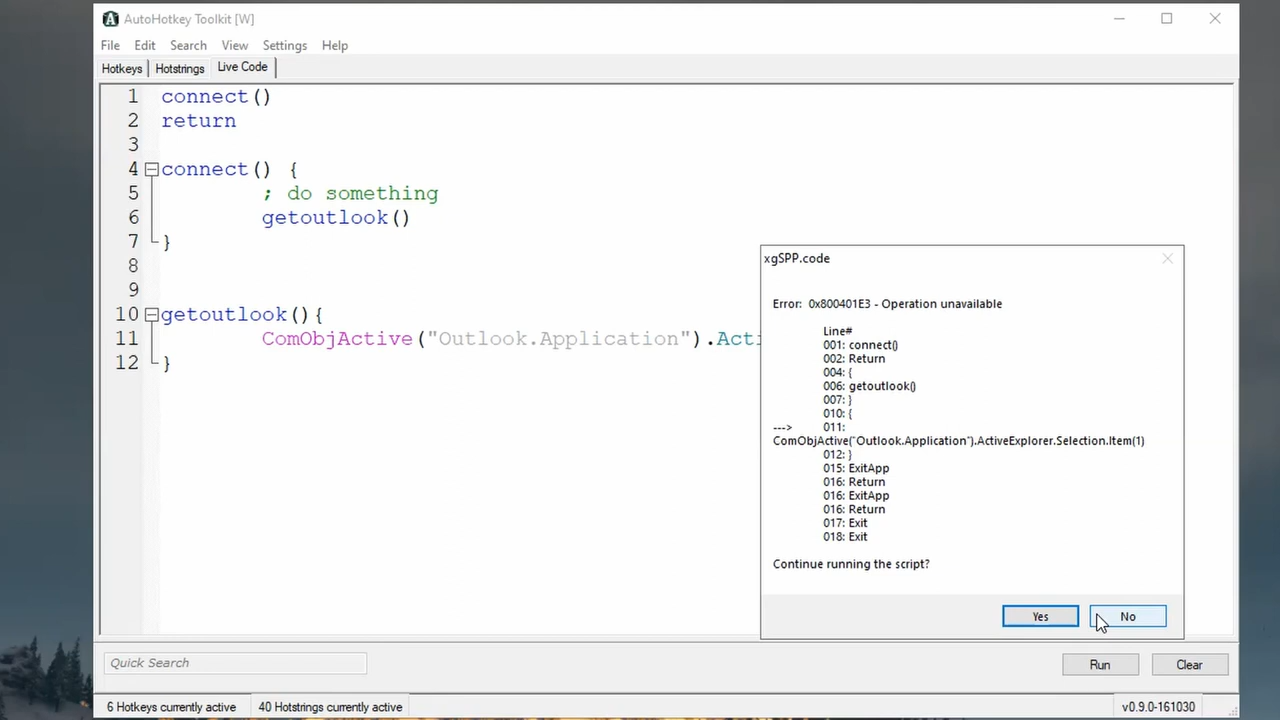 AutoHotkey Toolkit [W]
File Edit Search View Settings Help
Hotkeys Hotstrings Live Code
1 connect()
2 return
3
4 connect() {
5 ; do something
6 getoutlook()
7 }
8
9
10 getoutlook(){
11 ComObjActive("Outlook.Application").Acti
12 }
xgSPP.code
Error: 0x800401E3 - Operation unavailable
Line#
001: connect()
002: Return
004: {
006: getoutlook()
007: }
010: {
---> 011:
ComObjActive("Outlook.Application").ActiveExplorer.Selection.Item(1)
012: }
015: ExitApp
016: Return
016: ExitApp
016: Return
017: Exit
018: Exit
Continue running the script?
Yes No
Quick Search
Run Clear
6 Hotkeys currently active 40 Hotstrings currently active v0.9.0-161030